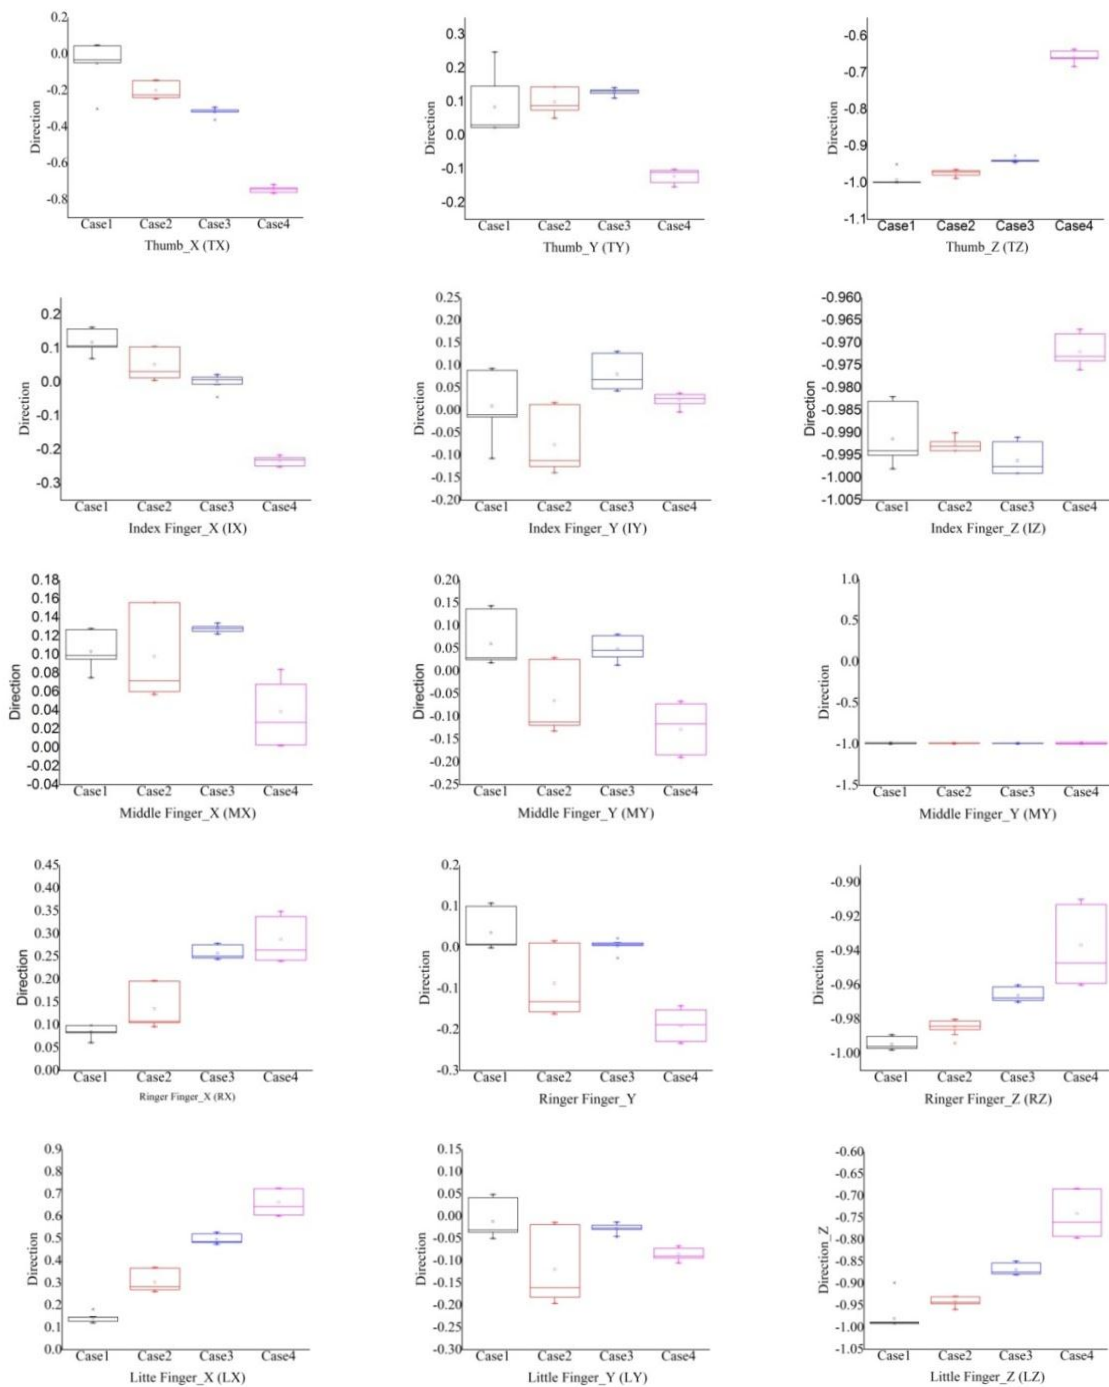 0.2
0.0
-0.2
-0.4
-0.6
-0.8
Direction
Case1 Case2 Case3 Case4
Thumb_X (TX)
0.3
0.2
0.1
0.0
-0.1
-0.2
Direction
Case1 Case2 Case3 Case4
Thumb_Y (TY)
-0.6
-0.7
-0.8
-0.9
-1.0
-1.1
Direction
Case1 Case2 Case3 Case4
Thumb_Z (TZ)
0.2
0.1
0.0
-0.1
-0.2
-0.3
Direction
Case1 Case2 Case3 Case4
Index Finger_X (IX)
0.25
0.20
0.15
0.10
0.05
0.00
-0.05
-0.10
-0.15
-0.20
Direction
Case1 Case2 Case3 Case4
Index Finger_Y (IY)
-0.960
-0.965
-0.970
-0.975
-0.980
-0.985
-0.990
-0.995
-1.000
-1.005
Direction
Case1 Case2 Case3 Case4
Index Finger_Z (IZ)
0.18
0.16
0.14
0.12
0.10
0.08
0.06
0.04
0.02
0.00
-0.02
-0.04
Direction
Case1 Case2 Case3 Case4
Middle Finger_X (MX)
0.20
0.15
0.10
0.05
0.00
-0.05
-0.10
-0.15
-0.20
-0.25
Direction
Case1 Case2 Case3 Case4
Middle Finger_Y (MY)
1.0
0.5
0.0
-0.5
-1.0
-1.5
Direction
Case1 Case2 Case3 Case4
Middle Finger_Y (MY)
0.45
0.40
0.35
0.30
0.25
0.20
0.15
0.10
0.05
0.00
Direction
Case1 Case2 Case3 Case4
Ringer Finger_X (RX)
0.2
0.1
0.0
-0.1
-0.2
-0.3
Direction
Case1 Case2 Case3 Case4
Ringer Finger_Y
-0.90
-0.92
-0.94
-0.96
-0.98
-1.00
Direction
Case1 Case2 Case3 Case4
Ringer Finger_Z (RZ)
0.9
0.8
0.7
0.6
0.5
0.4
0.3
0.2
0.1
0.0
Direction
Case1 Case2 Case3 Case4
Litte Finger_X (LX)
0.15
0.10
0.05
0.00
-0.05
-0.10
-0.15
-0.20
-0.25
-0.30
Direction
Case1 Case2 Case3 Case4
Little Finger_Y (LY)
-0.60
-0.65
-0.70
-0.75
-0.80
-0.85
-0.90
-0.95
-1.00
-1.05
Direction_Z
Case1 Case2 Case3 Case4
Little Finger_Z (LZ)